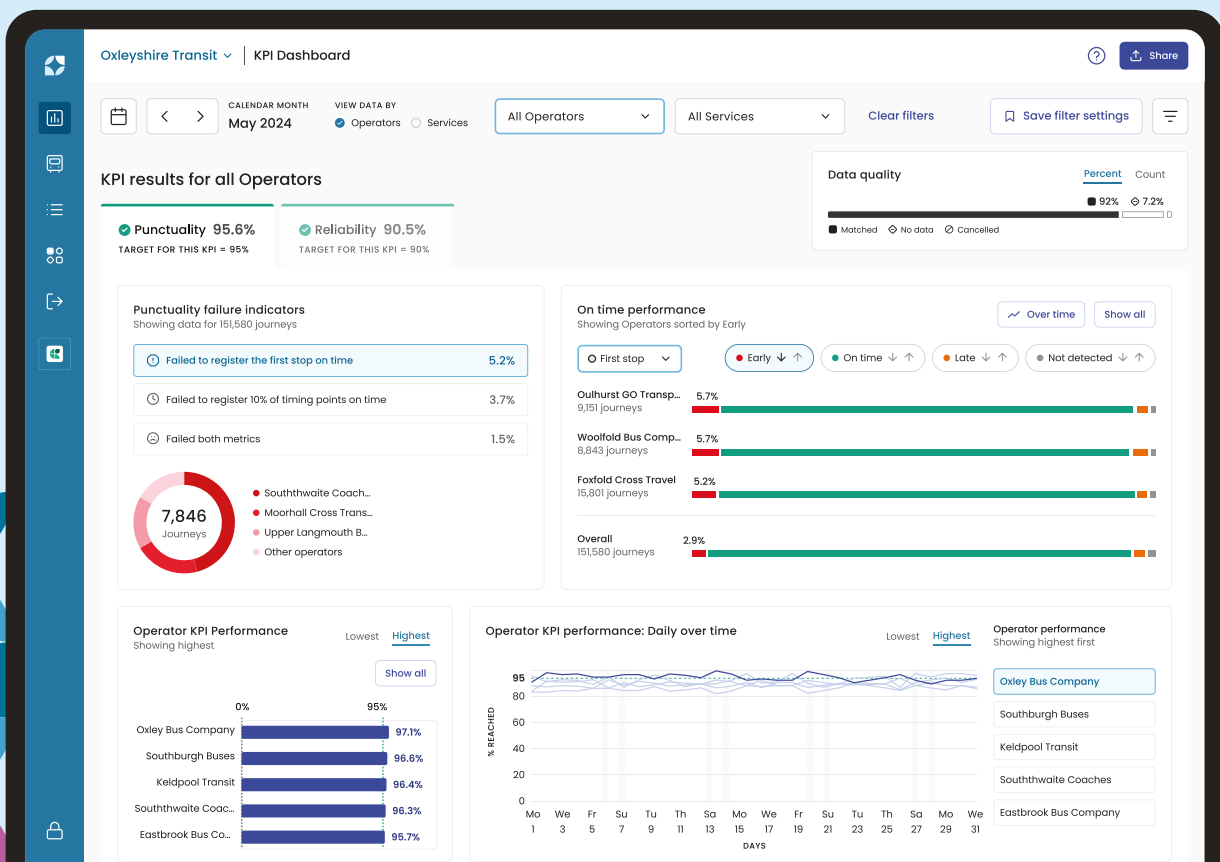 Oxleyshire Transit
KPI Dashboard
?
Share
CALENDAR MONTH
May 2024
VIEW DATA BY
Operators
Services
All Operators
All Services
Clear filters
Save filter settings
KPI results for all Operators
Data quality
Percent
Count
92%
7.2%
Matched
No data
Cancelled
Punctuality 95.6%
TARGET FOR THIS KPI = 95%
Reliability 90.5%
TARGET FOR THIS KPI = 90%
Punctuality failure indicators
Showing data for 151,580 journeys
Failed to register the first stop on time 5.2%
Failed to register 10% of timing points on time 3.7%
Failed both metrics 1.5%
7,846
Journeys
Souththwaite Coach...
Moorhall Cross Trans...
Upper Langmouth B...
Other operators
On time performance
Showing Operators sorted by Early
Over time
Show all
First stop
Early
On time
Late
Not detected
Oulhurst GO Transp...
9,151 journeys
5.7%
Woolfold Bus Comp...
8,843 journeys
5.7%
Foxfold Cross Travel
15,801 journeys
5.2%
Overall
151,580 journeys
2.9%
Operator KPI Performance
Showing highest
Lowest
Highest
Show all
0%
95%
Oxley Bus Company 97.1%
Southburgh Buses 96.6%
Keldpool Transit 96.4%
Souththwaite Coac... 96.3%
Eastbrook Bus Co... 95.7%
Operator KPI performance: Daily over time
Lowest
Highest
% REACHED
95
80
60
40
20
0
Mo We Fr Su Tu Th Sa Mo We Fr Su Tu Th Sa Mo We
1 3 5 7 9 11 13 15 17 19 21 23 25 27 29 31
DAYS
Operator performance
Showing highest first
Oxley Bus Company
Southburgh Buses
Keldpool Transit
Souththwaite Coaches
Eastbrook Bus Company